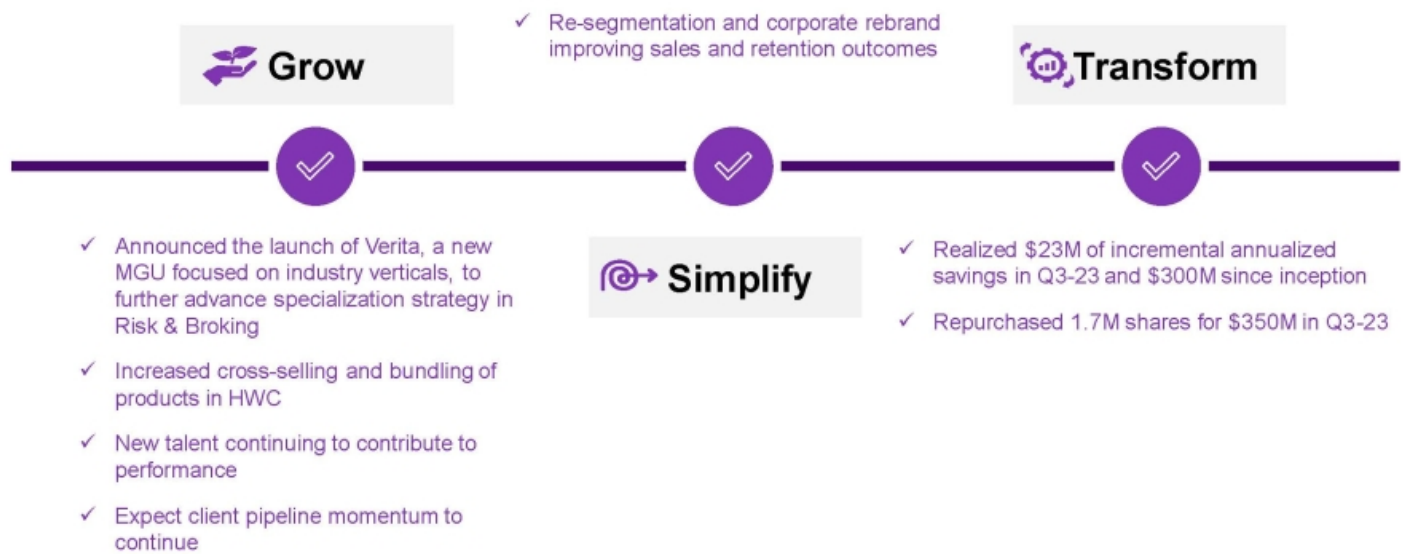 Grow
Announced the launch of Verita, a new
MGU focused on industry verticals, to
further advance specialization strategy in
Risk & Broking
Increased cross-selling and bundling of
products in HWC
New talent continuing to contribute to
performance
Expect client pipeline momentum to
continue
Re-segmentation and corporate rebrand
improving sales and retention outcomes
Simplify
Transform
Realized $23M of incremental annualized
savings in Q3-23 and $300M since inception
Repurchased 1.7M shares for $350M in Q3-23